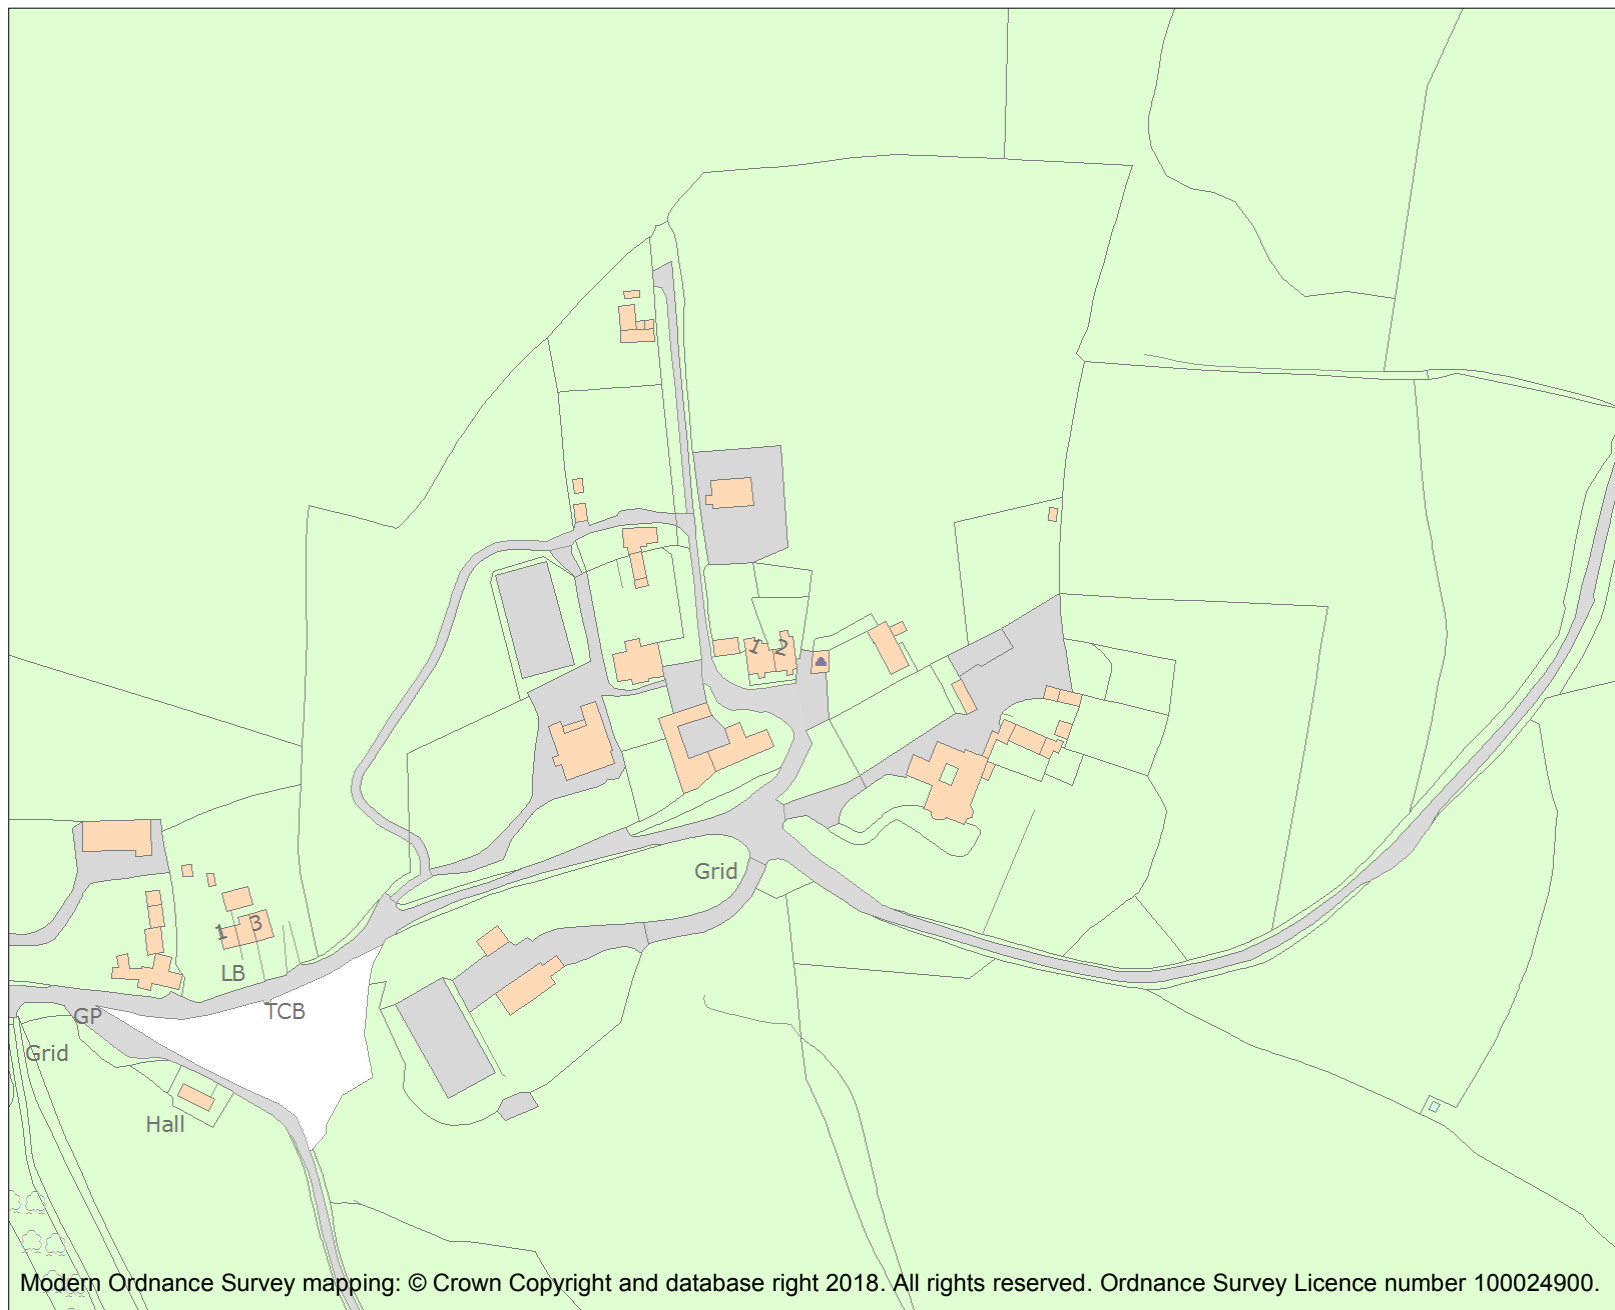 1 2
Grid
1 3
LB
TCB
GP
Grid
Hall
Modern Ordnance Survey mapping: © Crown Copyright and database right 2018. All rights reserved. Ordnance Survey Licence number 100024900.